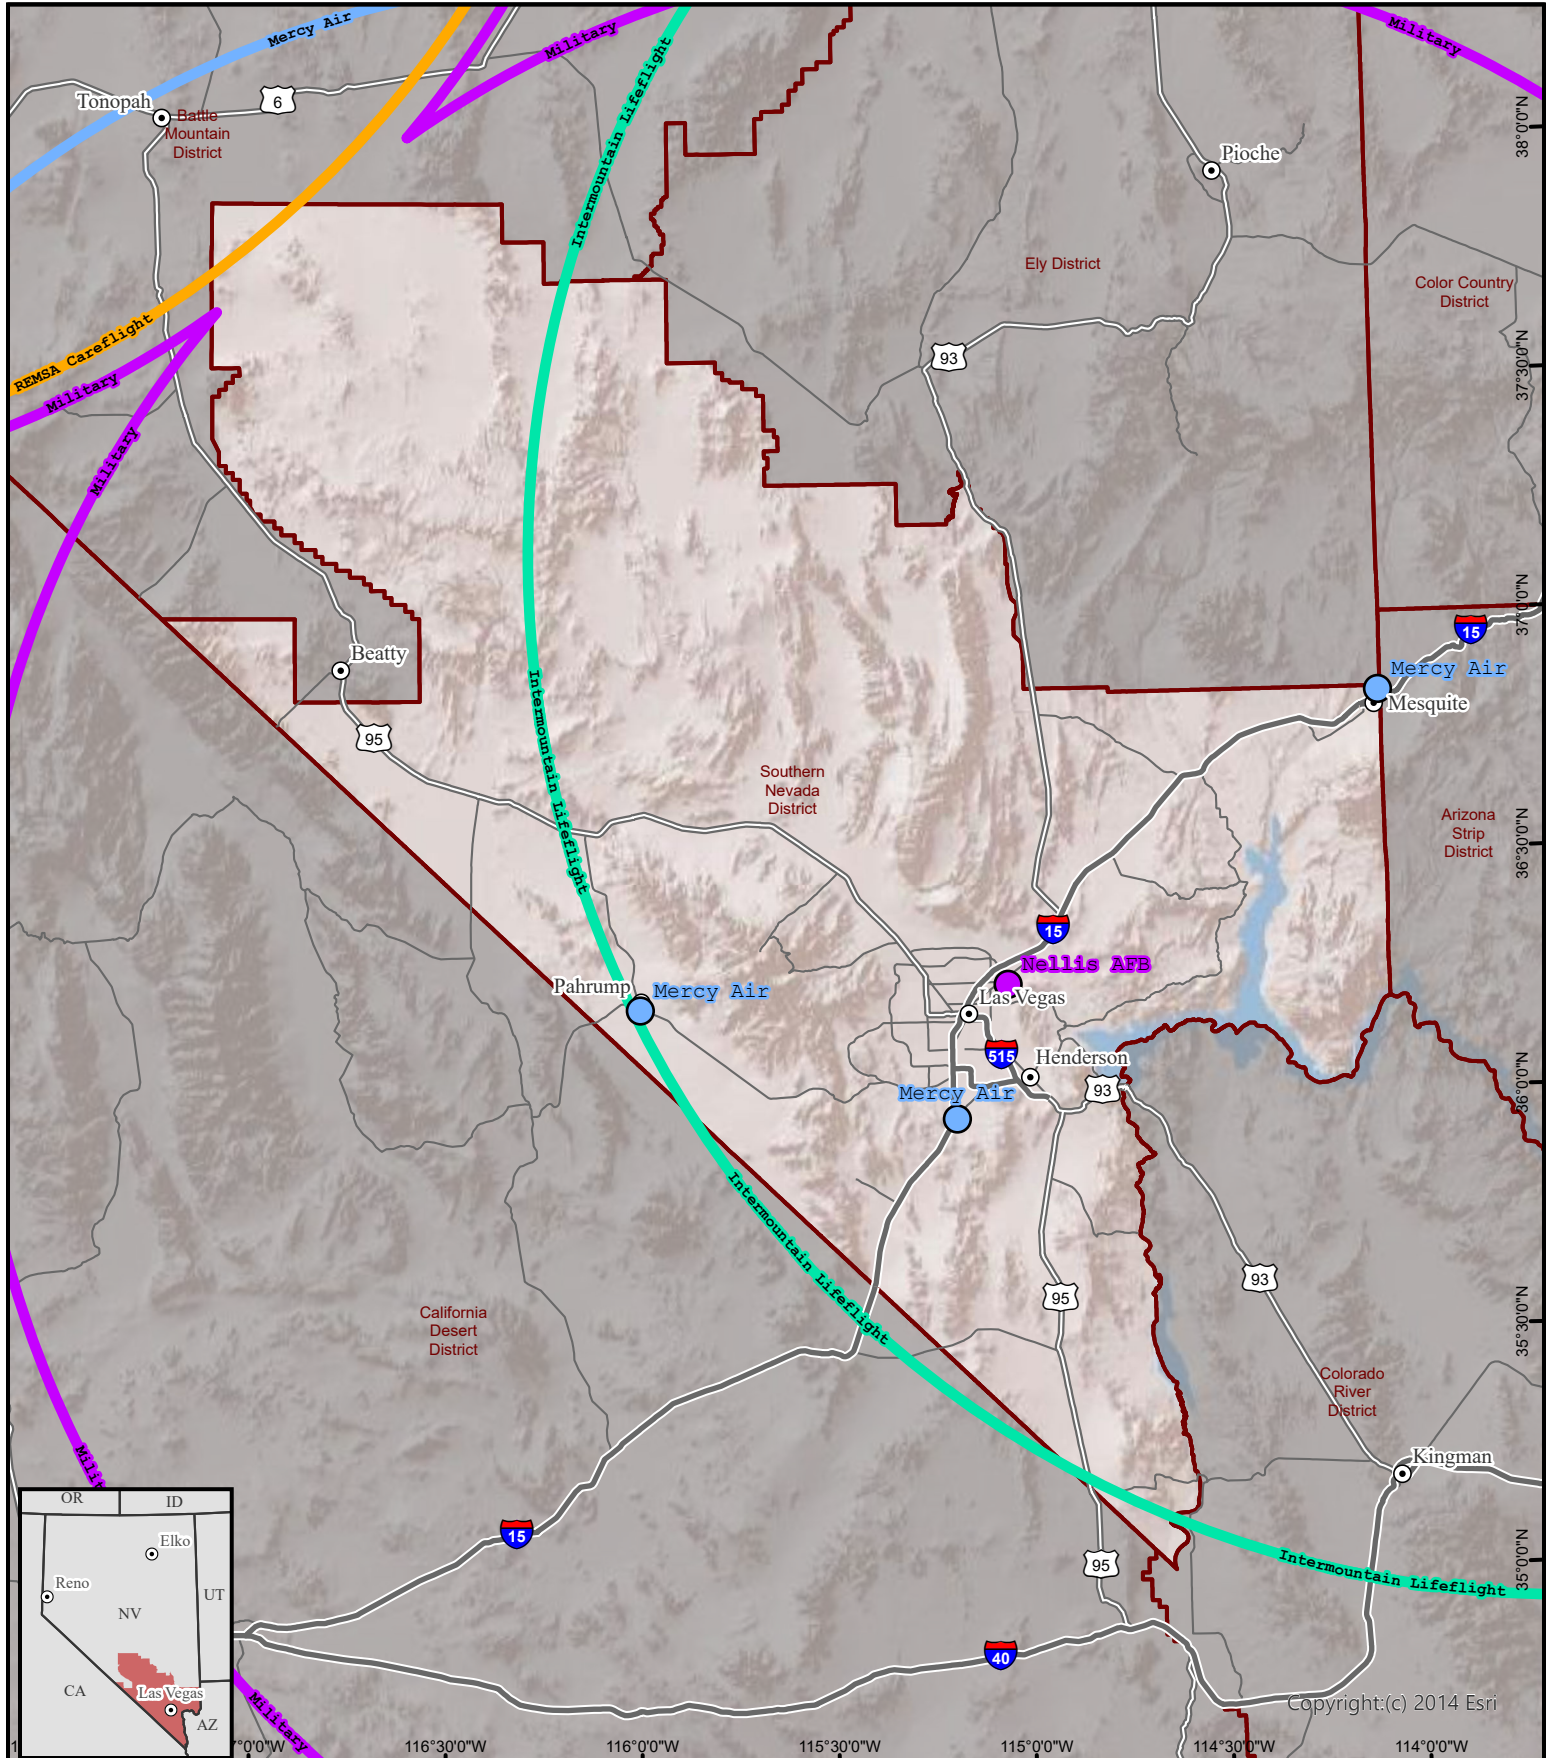 Mercy Air
Military
Military
Intermountain Lifeflight
Tonopah
6
Battle
Mountain
District
38°0'0"N
Pioche
Ely District
Color Country
District
REMSA Careflight
Military
93
37°30'0"N
Military
37°0'0"N
15
Beatty
Mercy Air
Mesquite
95
Intermountain Lifeflight
Southern
Nevada
District
Arizona
Strip
District
36°30'0"N
15
Nellis AFB
Pahrump
Mercy Air
Las Vegas
515
Henderson
93
Mercy Air
36°0'0"N
Intermountain Lifeflight
93
95
California
Desert
District
35°30'0"N
Colorado
River
District
Milit
Kingman
OR
ID
Elko
Reno
UT
NV
CA
Las Vegas
AZ
15
95
Intermountain Lifeflight
35°0'0"N
40
Military
Copyright:(c) 2014 Esri
1
7°0'0"W
116°30'0"W
116°0'0"W
115°30'0"W
115°0'0"W
114°30'0"W
114°0'0"W